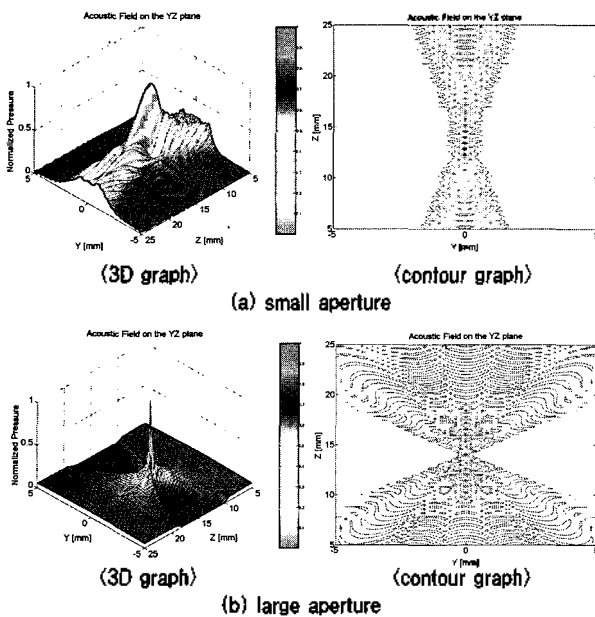 Acoustic Field on the YZ plane
Acoustic Field on the YZ plane
Normalized Pressure
1
0.5
0
5
0
-5
25
20
15
10
5
Y [mm]
Z [mm]
Z [mm]
25
20
15
10
5
-5
0
Y [mm]
⟨3D graph⟩
⟨contour graph⟩
(a) small aperture
Acoustic Field on the YZ plane
Acoustic Field on the YZ plane
Normalized Pressure
1
0.5
0
5
0
-5
25
20
15
10
5
Y [mm]
Z [mm]
Z [mm]
25
20
15
10
5
-5
0
Y [mm]
⟨3D graph⟩
⟨contour graph⟩
(b) large aperture